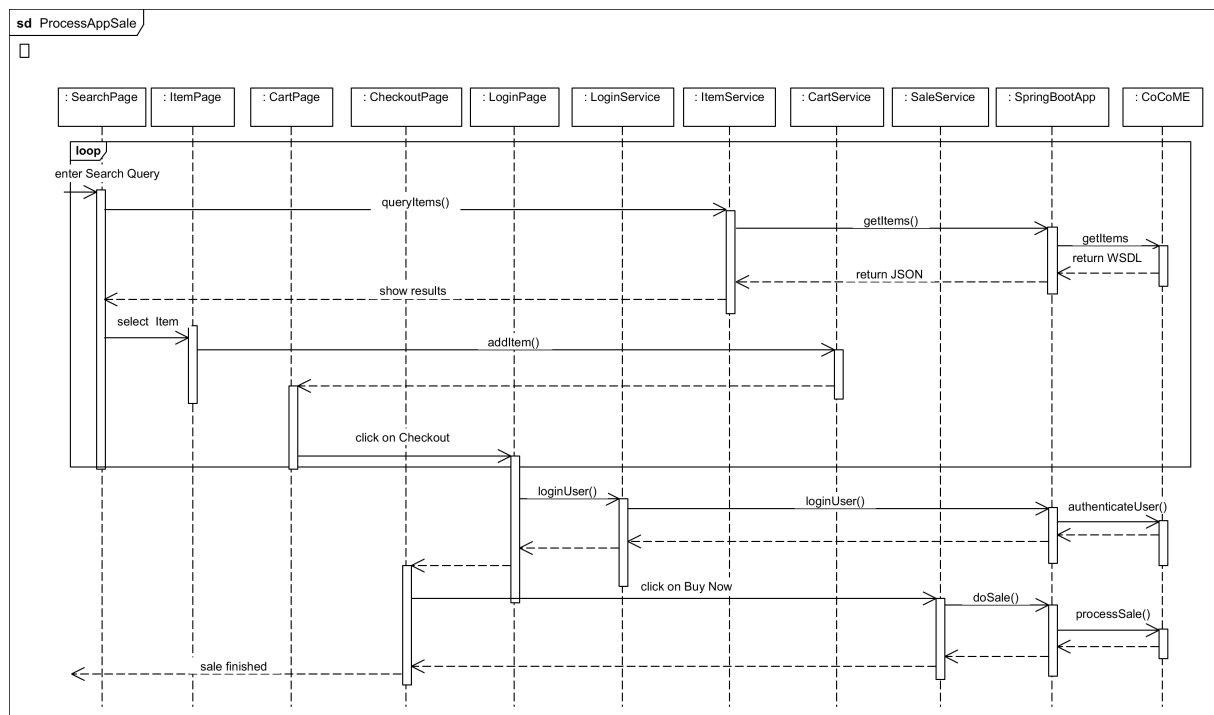 sd ProcessAppSale
: SearchPage
: ItemPage
: CartPage
: CheckoutPage
: LoginPage
: LoginService
: ItemService
: CartService
: SaleService
: SpringBootApp
: CoCoME
loop
enter Search Query
queryItems()
getItems()
getItems
return WSDL
return JSON
show results
select Item
addItem()
click on Checkout
loginUser()
loginUser()
authenticateUser()
click on Buy Now
doSale()
processSale()
sale finished